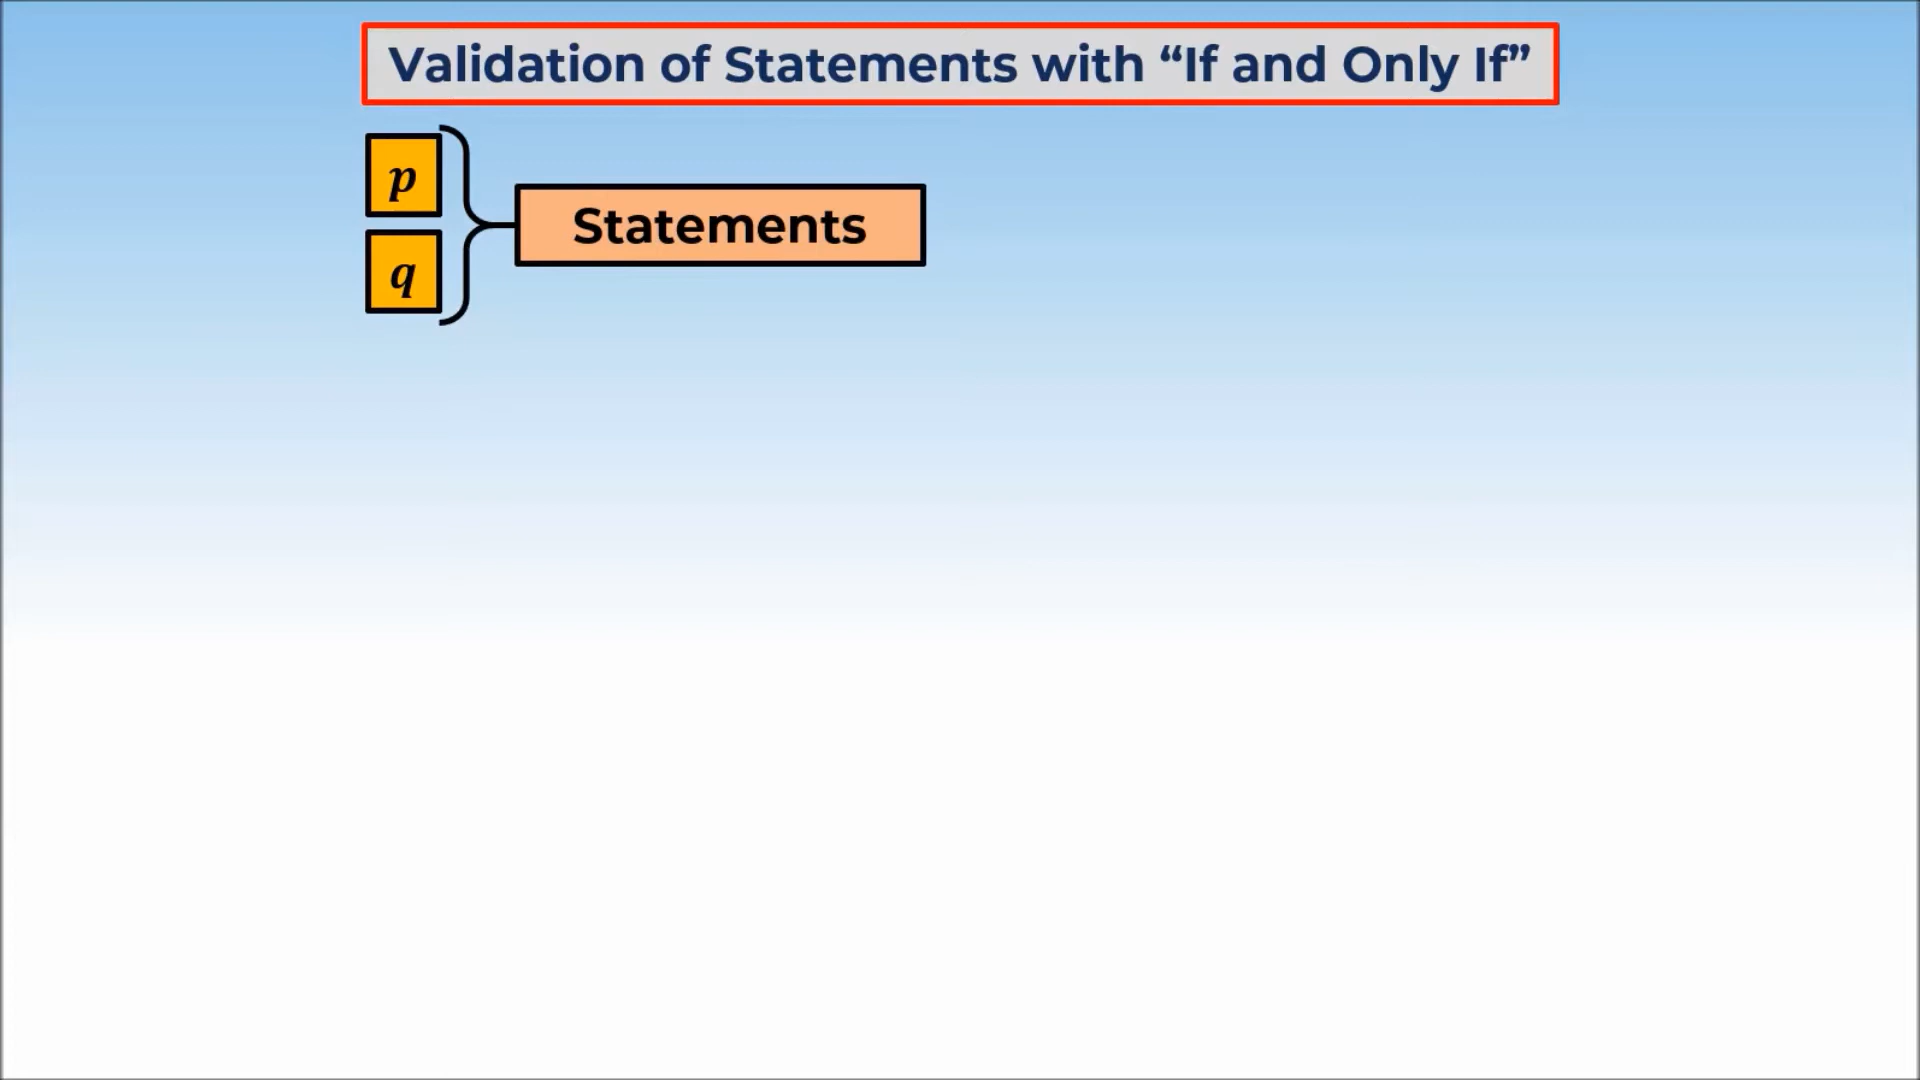 Validation of Statements with “If and Only If”
p
Statements
q